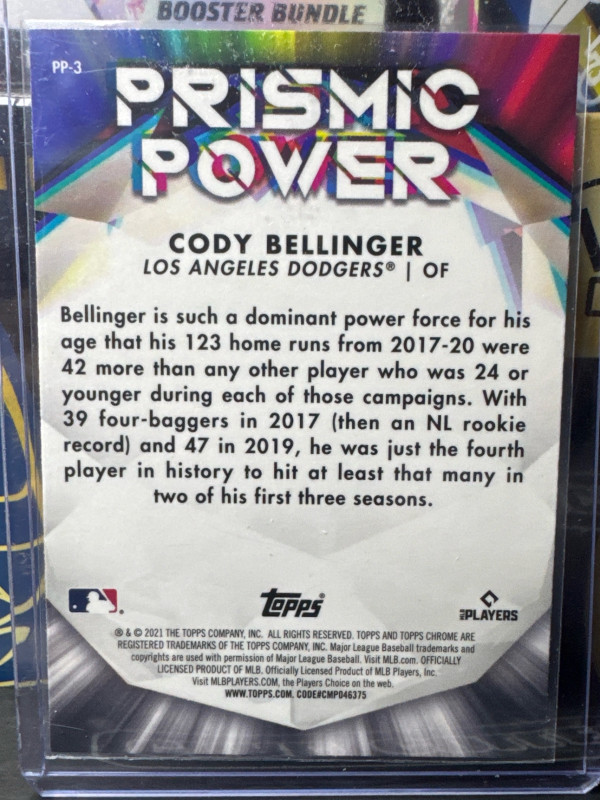 BOOSTER BUNDLE
PP-3
PRISMIC
POWER
CODY BELLINGER
LOS ANGELES DODGERS® | OF
Bellinger is such a dominant power force for his
age that his 123 home runs from 2017-20 were
42 more than any other player who was 24 or
younger during each of those campaigns. With
39 four-baggers in 2017 (then an NL rookie
record) and 47 in 2019, he was just the fourth
player in history to hit at least that many in
two of his first three seasons.
Topps®
MLB PLAYERS
® & © 2021 THE TOPPS COMPANY, INC. ALL RIGHTS RESERVED. TOPPS AND TOPPS CHROME ARE
REGISTERED TRADEMARKS OF THE TOPPS COMPANY, INC. Major League Baseball trademarks and
copyrights are used with permission of Major League Baseball. Visit MLB.com. OFFICIALLY
LICENSED PRODUCT OF MLB. Officially Licensed Product of MLB Players, Inc.
Visit MLBPLAYERS.COM, the Players Choice on the web.
WWW.TOPPS.COM. CODE#CMP046375